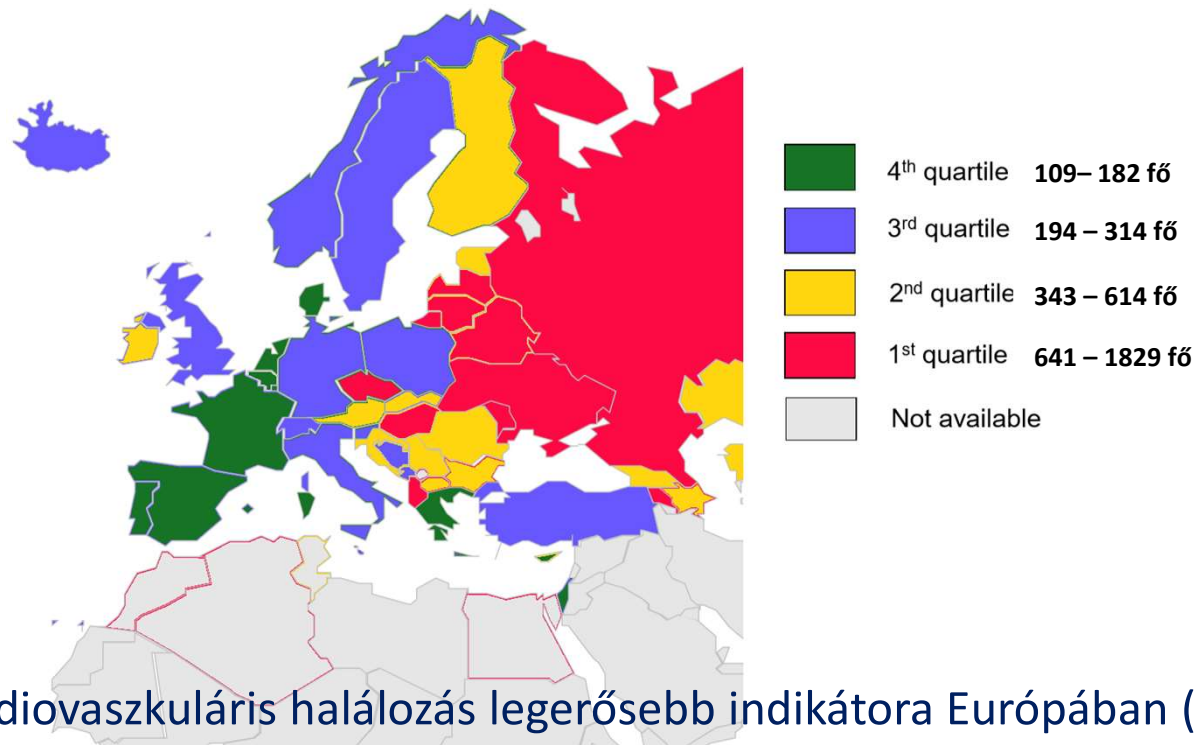 4th quartile 109– 182 fő
3rd quartile 194 – 314 fő
2nd quartile 343 – 614 fő
1st quartile 641 – 1829 fő
Not available
diovaszkuláris halálozás legerősebb indikátora Európában (